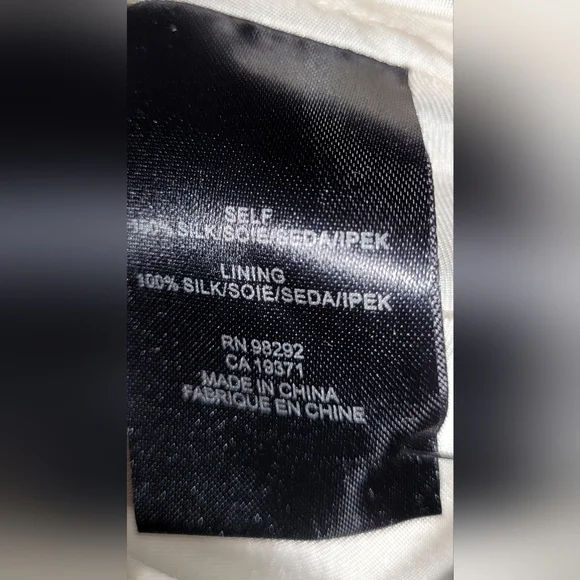 SELF
100% SILK/SOIE/SEDA/IPEK
LINING
100% SILK/SOIE/SEDA/IPEK
RN 98292
CA 19371
MADE IN CHINA
FABRIQUE EN CHINE